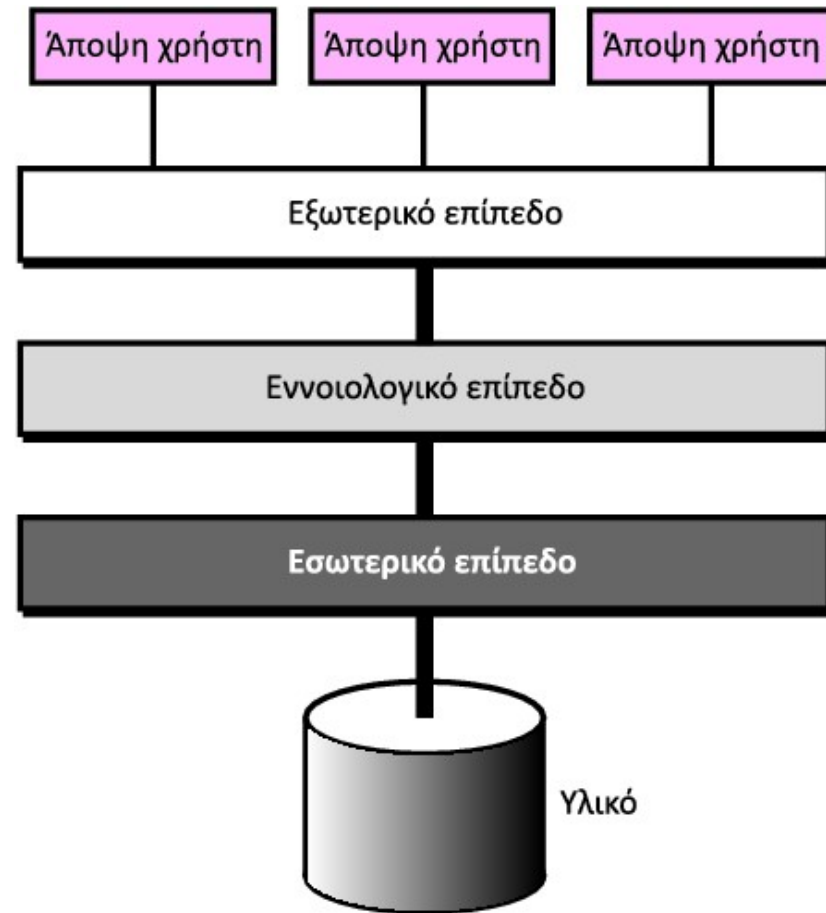 Άποψη χρήστη
Άποψη χρήστη
Άποψη χρήστη
Εξωτερικό επίπεδο
Εννοιολογικό επίπεδο
Εσωτερικό επίπεδο
Υλικό